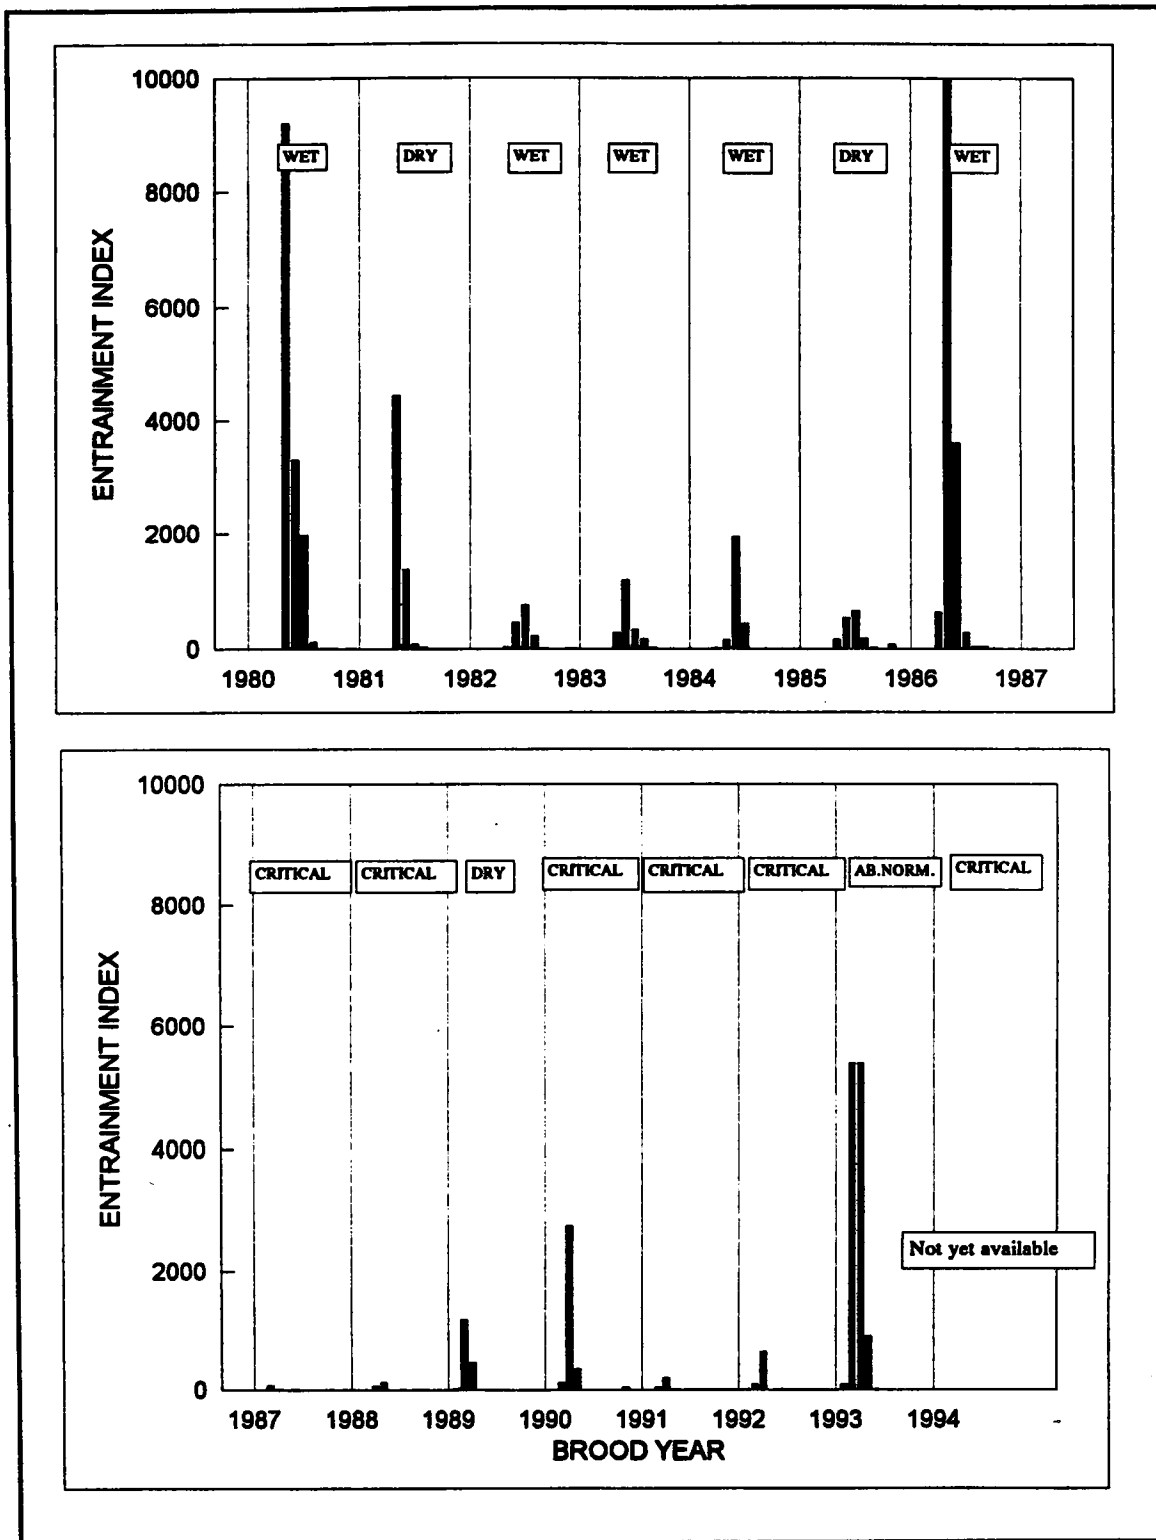 10000
WET DRY WET WET WET DRY WET
8000
ENTRAINMENT INDEX
6000
4000
2000
0
1980 1981 1982 1983 1984 1985 1986 1987
10000
CRITICAL CRITICAL DRY CRITICAL CRITICAL CRITICAL AB.NORM. CRITICAL
8000
ENTRAINMENT INDEX
6000
4000
Not yet available
2000
0
1987 1988 1989 1990 1991 1992 1993 1994
BROOD YEAR